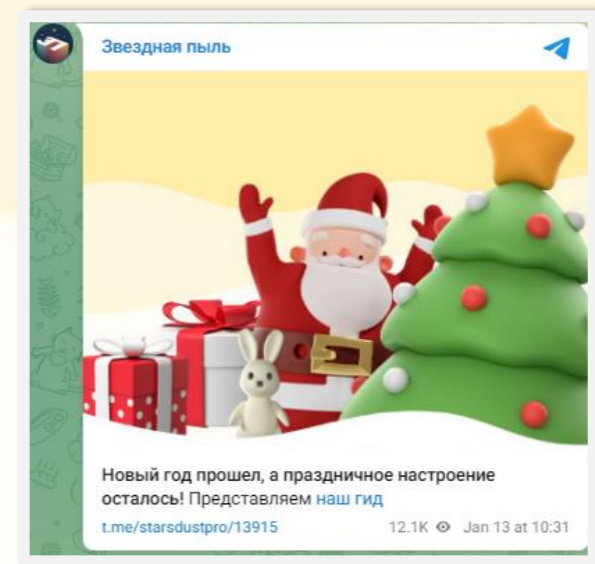 Звездная пыль
Новый год прошел, а праздничное настроение
осталось! Представляем наш гид
t.me/starsdustpro/13915
12.1K Jan 13 at 10:31